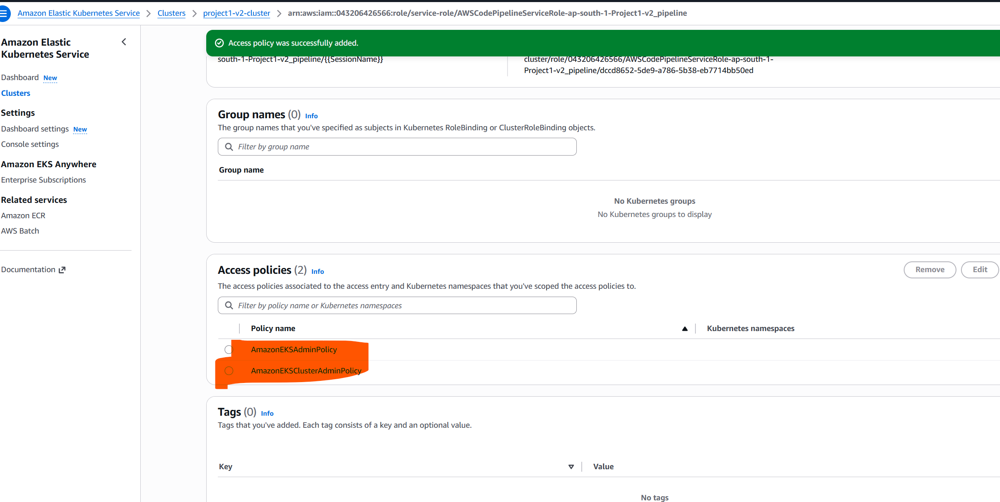 Amazon Elastic Kubernetes Service > Clusters > project1-v2-cluster > arn:aws:iam::043206426566:role/service-role/AWSCodePipelineServiceRole-ap-south-1-Project1-v2_pipeline
Amazon Elastic
Kubernetes Service
Dashboard New
Clusters
Settings
Dashboard settings New
Console settings
Amazon EKS Anywhere
Enterprise Subscriptions
Related services
Amazon ECR
AWS Batch
Documentation
Access policy was successfully added.
south-1-Project1-v2_pipeline/{{SessionName}}
cluster/role/043206426566/AWSCodePipelineServiceRole-ap-south-1-
Project1-v2_pipeline/dccd8652-5de9-a786-5b38-eb7714bb50ed
Group names (0) Info
The group names that you've specified as subjects in Kubernetes RoleBinding or ClusterRoleBinding objects.
Filter by group name
Group name
No Kubernetes groups
No Kubernetes groups to display
Access policies (2) Info
Remove
Edit
The access policies associated to the access entry and Kubernetes namespaces that you've scoped the access policies to.
Filter by policy name or Kubernetes namespaces
Policy name
Kubernetes namespaces
AmazonEKSAdminPolicy
AmazonEKSClusterAdminPolicy
Tags (0) Info
Tags that you've added. Each tag consists of a key and an optional value.
Key
Value
No tags